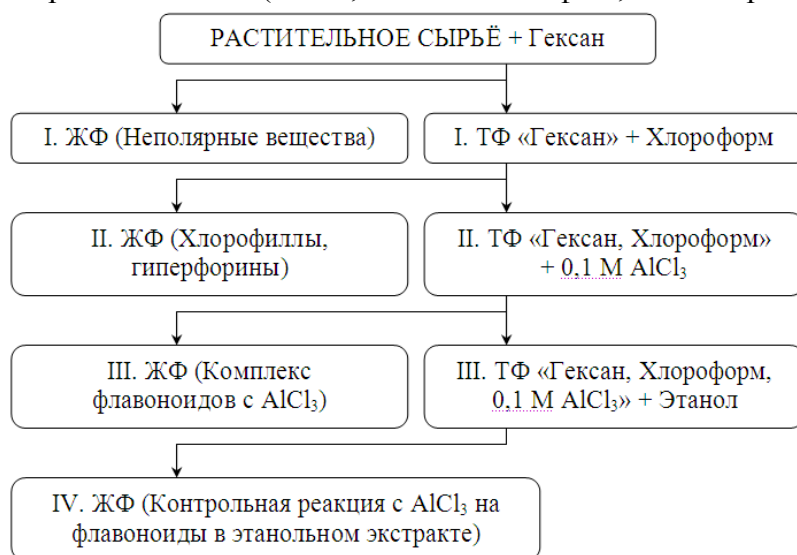 РАСТИТЕЛЬНОЕ СЫРЬЁ + Гексан
I. ЖФ (Неполярные вещества)
I. ТФ «Гексан» + Хлороформ
II. ЖФ (Хлорофиллы,
гиперфорины)
II. ТФ «Гексан, Хлороформ»
+ 0,1 М AlCl₃
III. ЖФ (Комплекс
флавоноидов с AlCl₃)
III. ТФ «Гексан, Хлороформ,
0,1 М AlCl₃» + Этанол
IV. ЖФ (Контрольная реакция с AlCl₃ на
флавоноиды в этанольном экстракте)